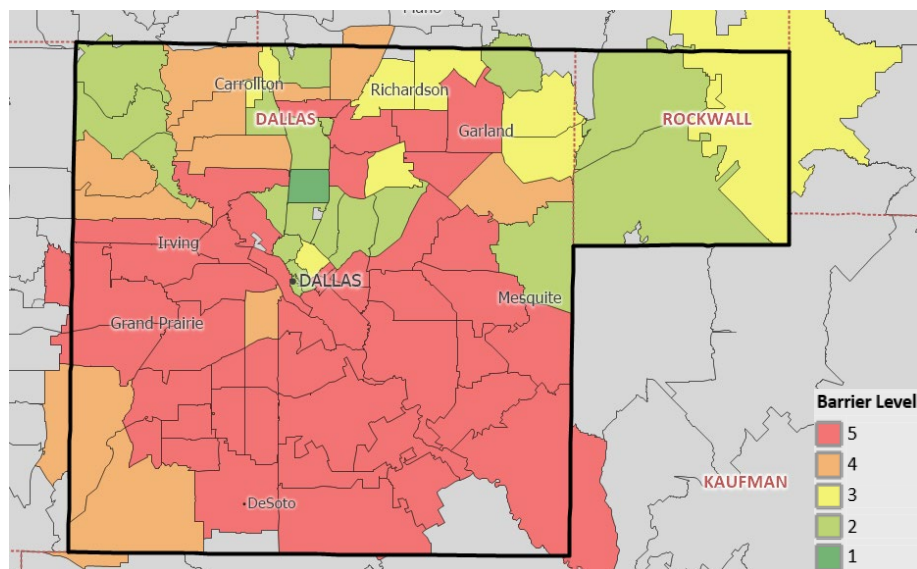 Plano
Carrollton
Richardson
DALLAS
ROCKWALL
Garland
Irving
DALLAS
Mesquite
Grand Prairie
Barrier Level
5
4
KAUFMAN
3
DeSoto
2
1